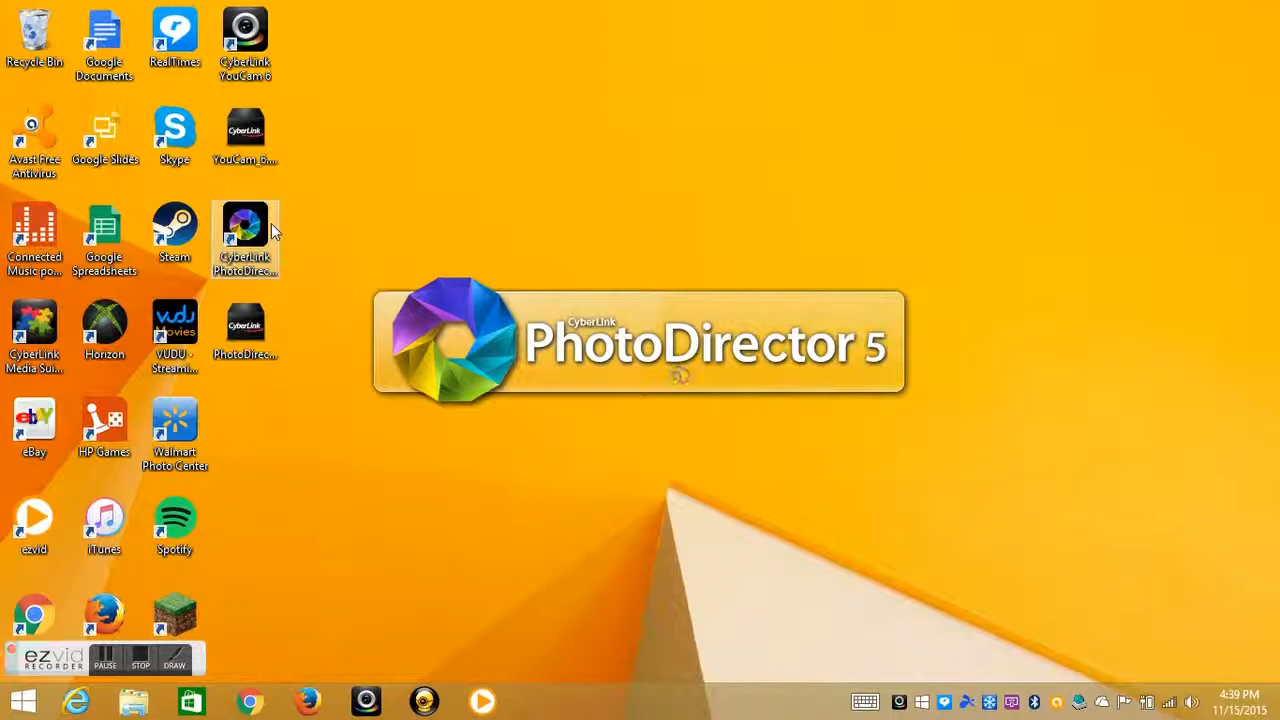 Recycle Bin
Google
Documents
RealTimes
CyberLink
YouCam 6
Avast Free
Antivirus
Google Slides
Skype
CyberLink
YouCam_6....
Connected
Music po...
Google
Spreadsheets
Steam
CyberLink
PhotoDirec...
CyberLink
Media Sui...
Horizon
vudu
Movies
VUDU -
Streami...
CyberLink
PhotoDirec...
CyberLink
PhotoDirector 5
ebY
eBay
HP Games
Walmart
Photo Center
ezvid
iTunes
Spotify
ezvid
RECORDER
PAUSE
STOP
DRAW
4:39 PM
11/15/2015